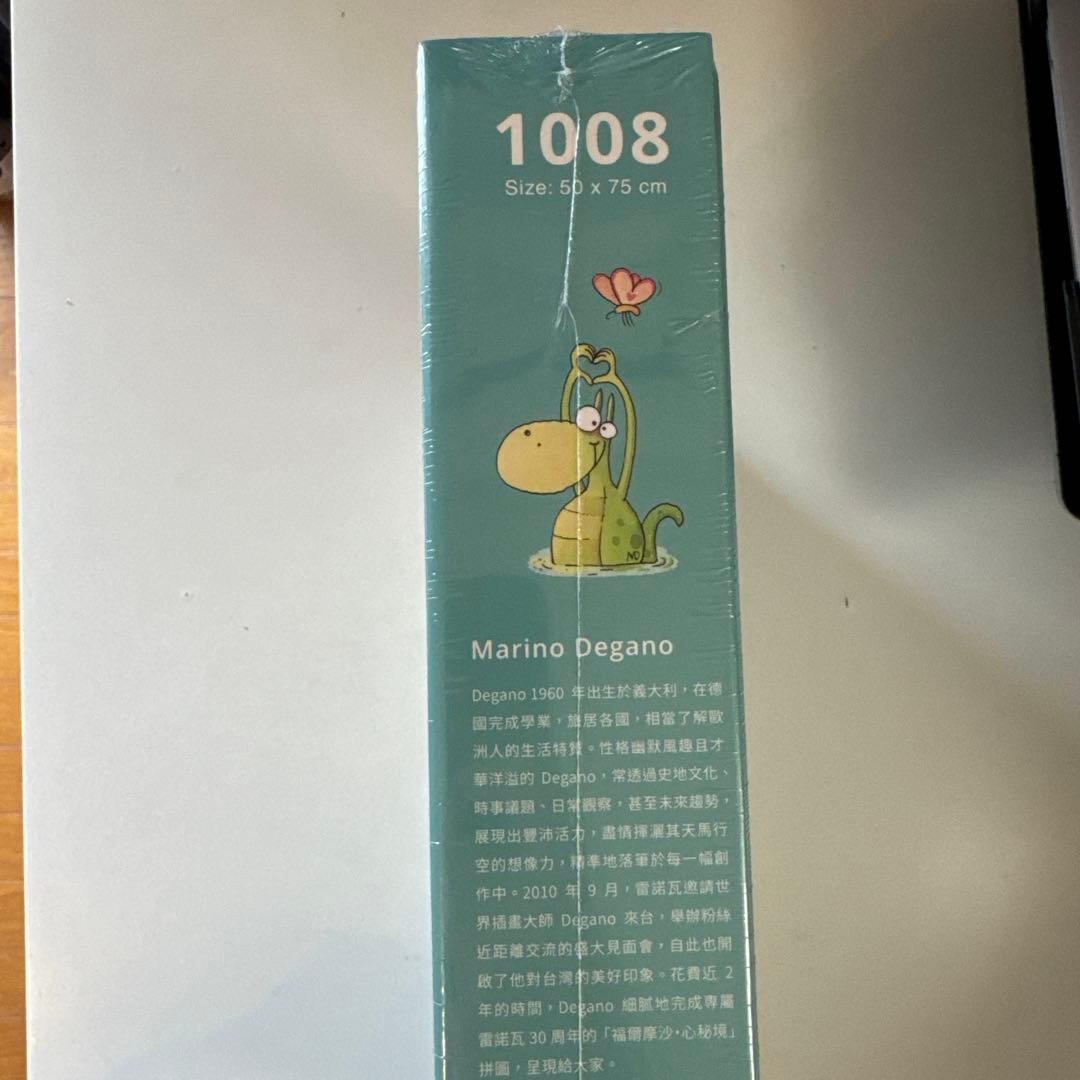 1008
Size: 50 x 75 cm
MD
Marino Degano
Degano 1960 年出生於義大利，在德
國完成學業，旅居各國，相當了解歐
洲人的生活特質。性格幽默風趣且才
華洋溢的 Degano，常透過史地文化、
時事議題、日常觀察，甚至未來趨勢，
展現出豐沛活力，盡情揮灑其天馬行
空的想像力，精準地落筆於每一幅創
作中。2010 年 9 月，雷諾瓦邀請世
界插畫大師 Degano 來台，舉辦粉絲
近距離交流的盛大見面會，自此也開
啟了他對台灣的美好印象。花費近 2
年的時間，Degano 細膩地完成專屬
雷諾瓦 30 周年的「福爾摩沙•心秘境」
拼圖，呈現給大家。